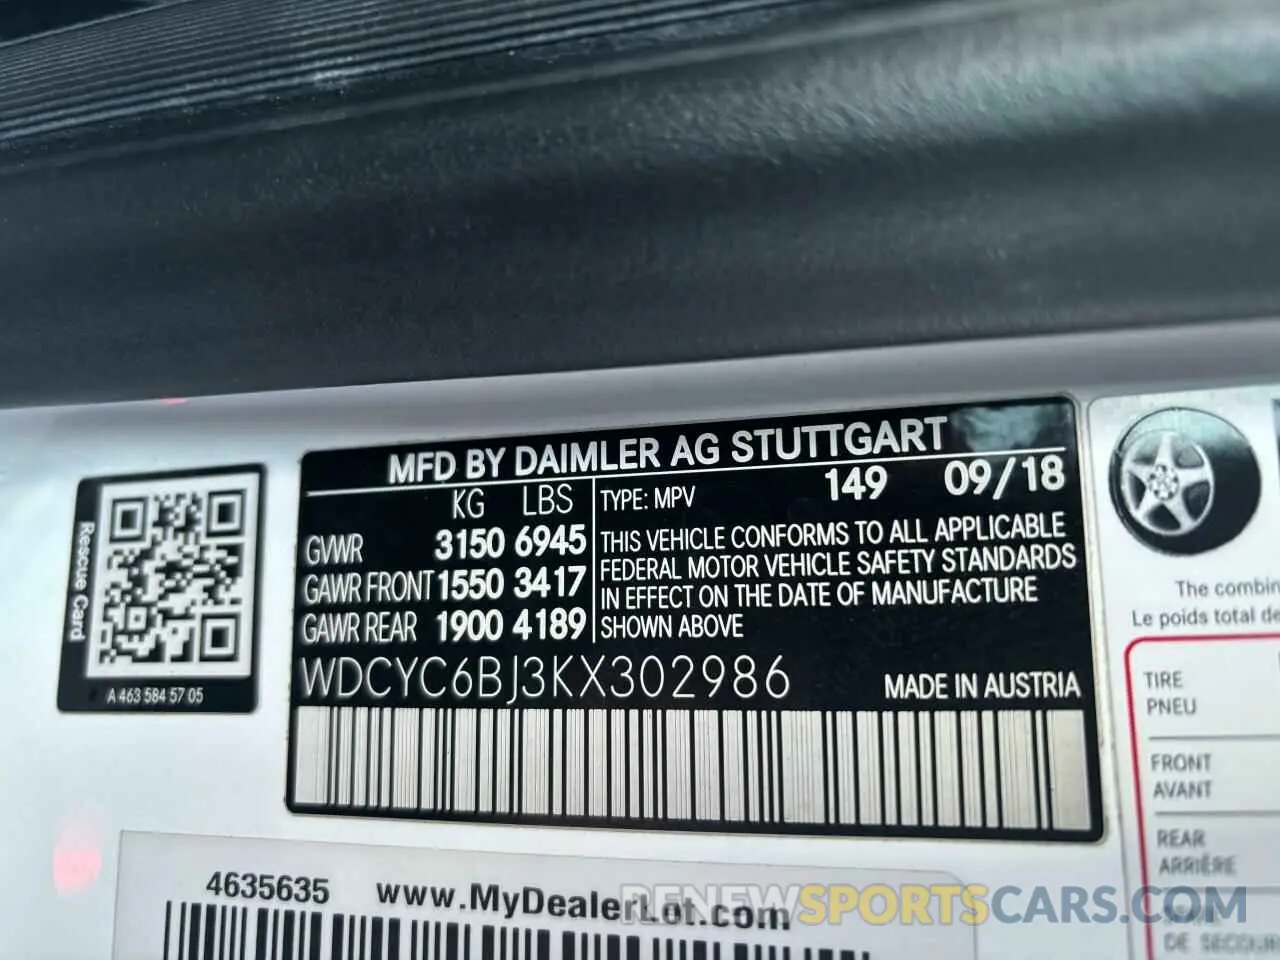 MFD BY DAIMLER AG STUTTGART
KG LBS
GVWR 3150 6945
GAWR FRONT 1550 3417
GAWR REAR 1900 4189
TYPE: MPV 149 09/18
THIS VEHICLE CONFORMS TO ALL APPLICABLE
FEDERAL MOTOR VEHICLE SAFETY STANDARDS
IN EFFECT ON THE DATE OF MANUFACTURE
SHOWN ABOVE
WDCYC6BJ3KX302986 MADE IN AUSTRIA
Rescue Card
A 463 584 57 05
The combin
Le poids total de
TIRE
PNEU
FRONT
AVANT
REAR
ARRIÈRE
DE SECOUR
4635635 www.MyDealerLot.com
RENEWSPORTSCARS.COM